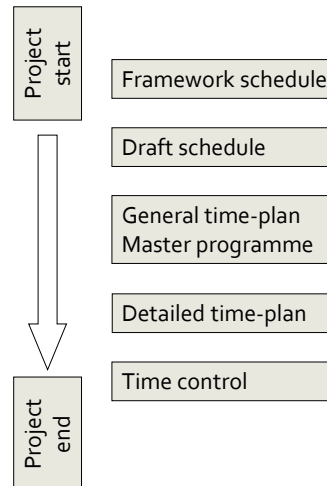 Project
start
Framework schedule
Draft schedule
General time-plan
Master programme
Detailed time-plan
Time control
Project
end